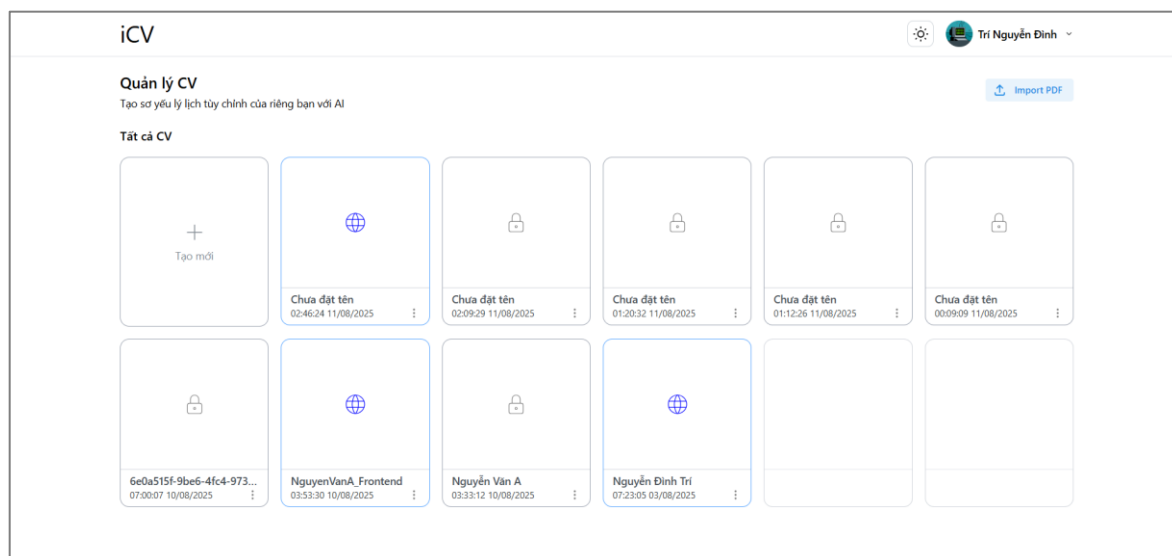 iCV
Trí Nguyễn Đình
Quản lý CV
Tạo sơ yếu lý lịch tùy chỉnh của riêng bạn với AI
Import PDF
Tất cả CV
Tạo mới
Chưa đặt tên
02:46:24 11/08/2025
Chưa đặt tên
02:09:29 11/08/2025
Chưa đặt tên
01:20:32 11/08/2025
Chưa đặt tên
01:12:26 11/08/2025
Chưa đặt tên
00:09:09 11/08/2025
6e0a515f-9be6-4fc4-973...
07:00:07 10/08/2025
NguyenVanA_Frontend
03:53:30 10/08/2025
Nguyễn Văn A
03:33:12 10/08/2025
Nguyễn Đình Trí
07:23:05 03/08/2025